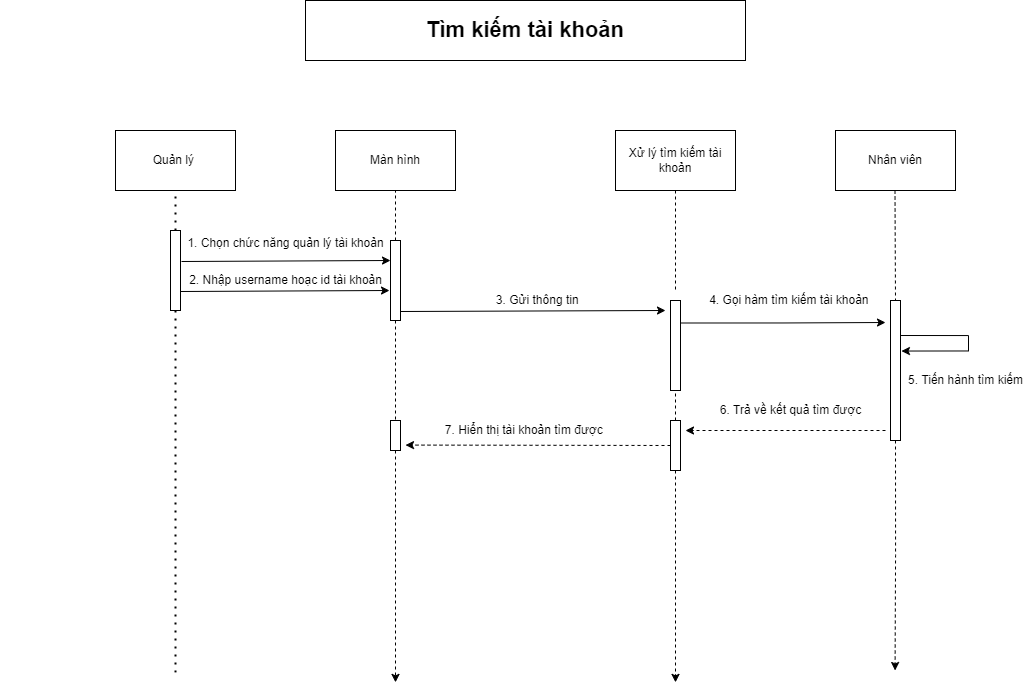 Tìm kiếm tài khoản
Quản lý
Màn hình
Xử lý tìm kiếm tài
khoản
Nhân viên
1. Chọn chức năng quản lý tài khoản
2. Nhập username hoạc id tài khoản
3. Gửi thông tin
4. Gọi hàm tìm kiếm tài khoản
5. Tiến hành tìm kiếm
6. Trả về kết quả tìm được
7. Hiển thị tài khoản tìm được